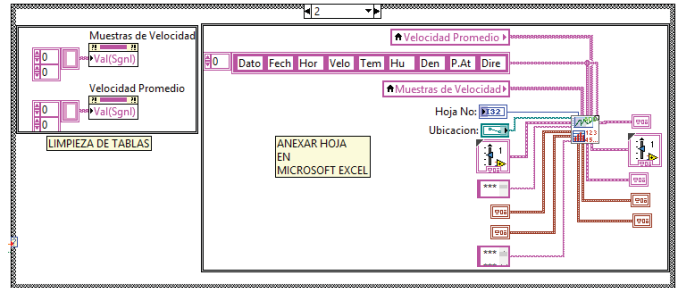 2
Muestras de Velocidad
0
0
Val(Sgnl)
Velocidad Promedio
0
0
Val(Sgnl)
LIMPIEZA DE TABLAS
Velocidad Promedio
0
Dato Fech Hor Velo Tem Hu Den P.At Dire
Muestras de Velocidad
Hoja No: I32
Ubicacion:
ANEXAR HOJA
EN
MICROSOFT EXCEL
1
1
***
***